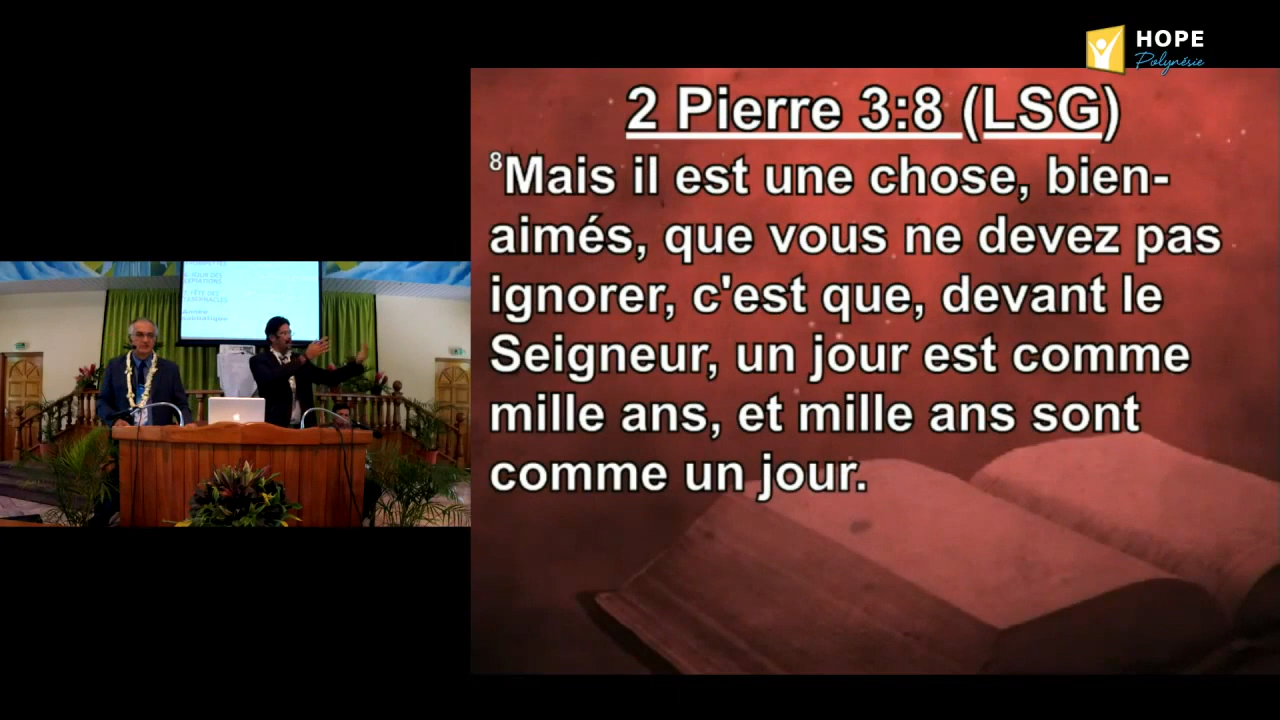 HOPE
Polynésie
2 Pierre 3:8 (LSG)
8Mais il est une chose, bien-
aimés, que vous ne devez pas
ignorer, c'est que, devant le
Seigneur, un jour est comme
mille ans, et mille ans sont
comme un jour.
EXPIATIONS